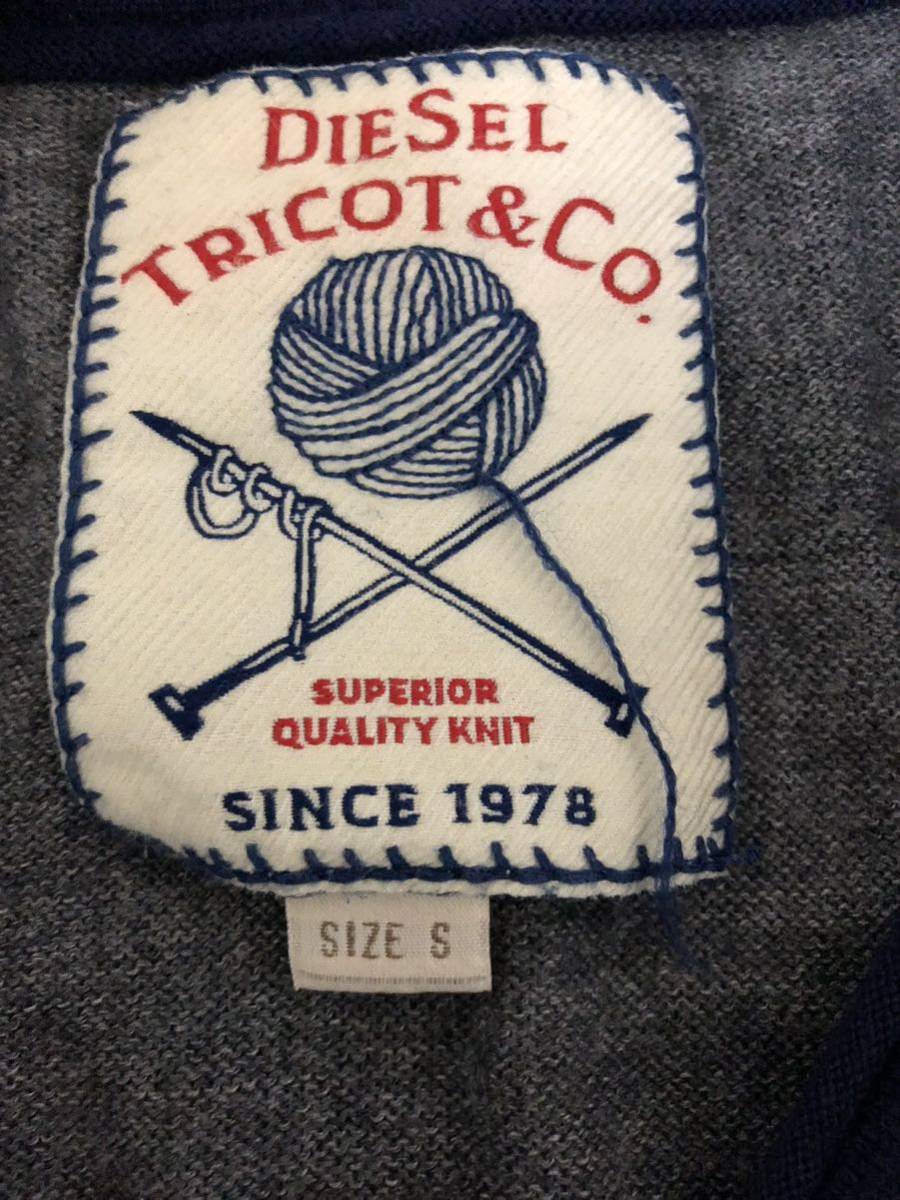 DIESEL
TRICOT & CO.
SUPERIOR
QUALITY KNIT
SINCE 1978
SIZE S